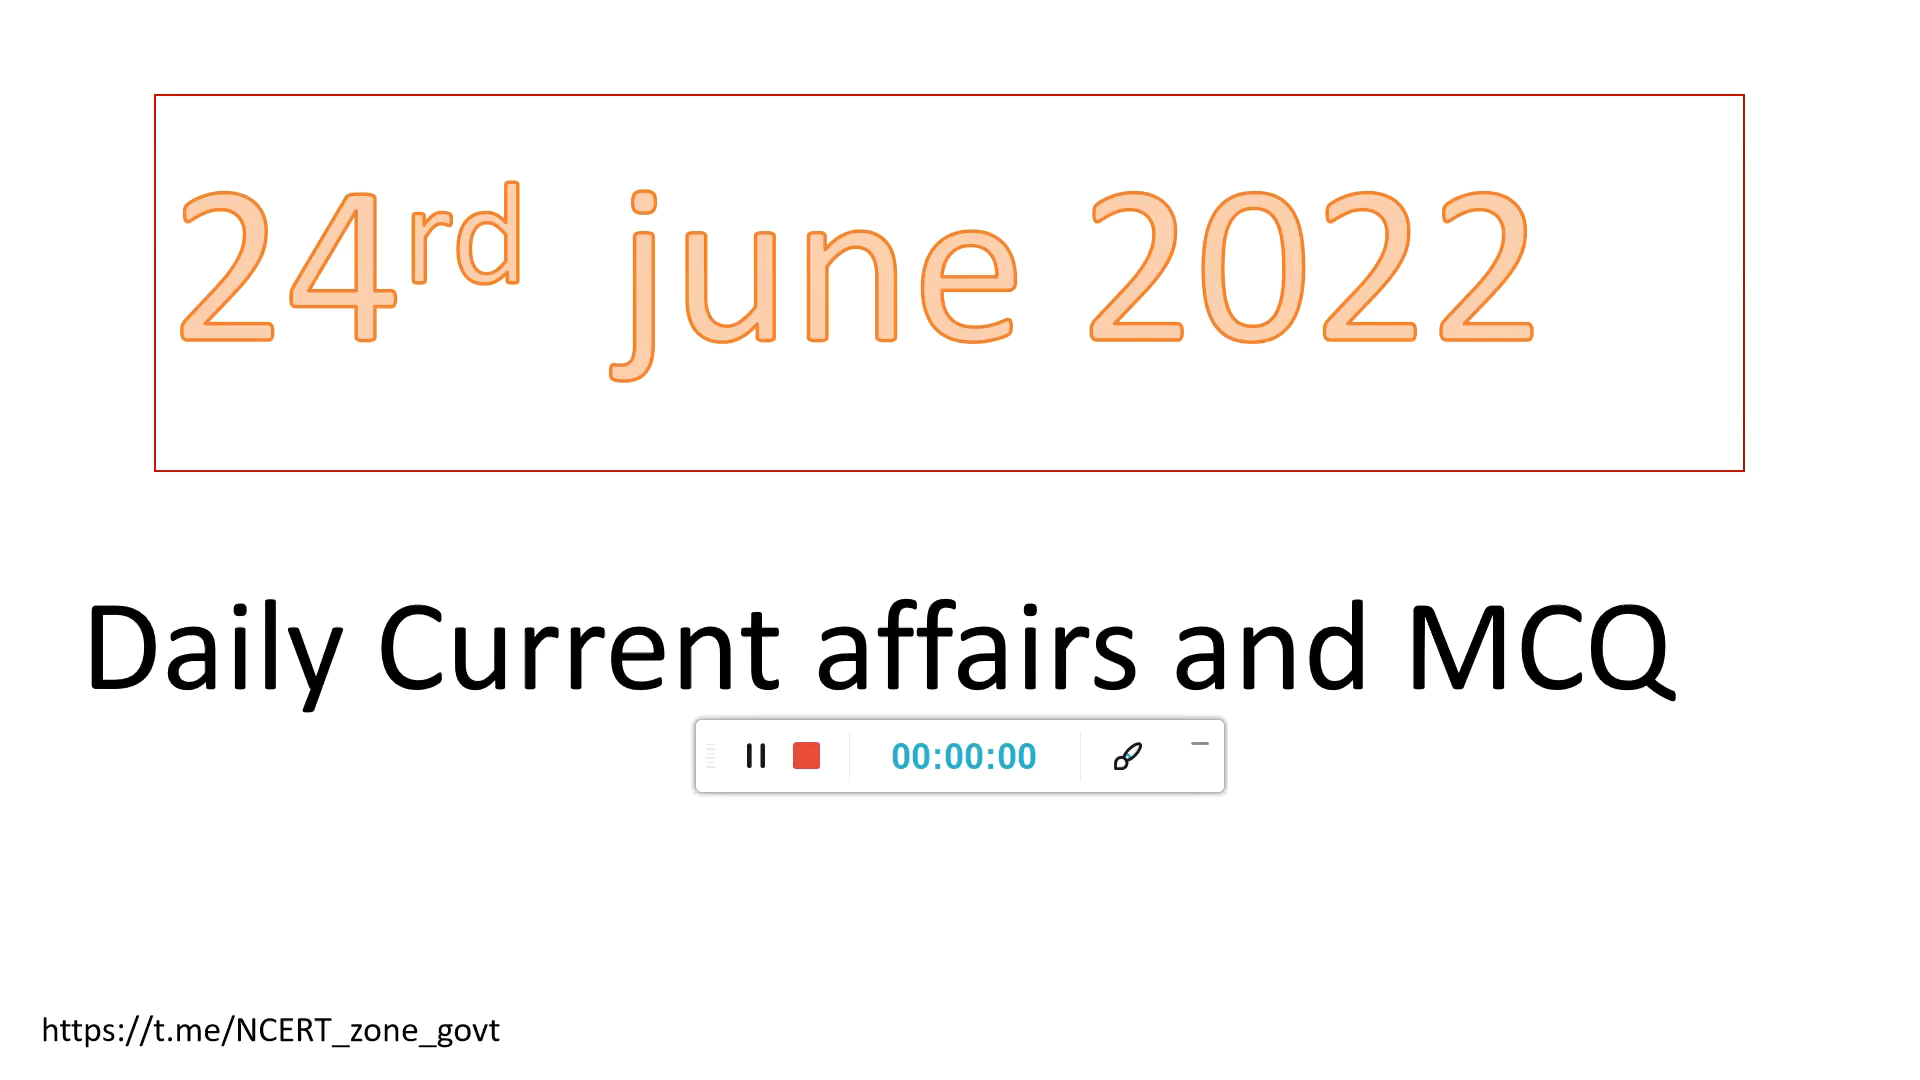 24rd june 2022
Daily Current affairs and MCQ
00:00:00
https://t.me/NCERT_zone_govt